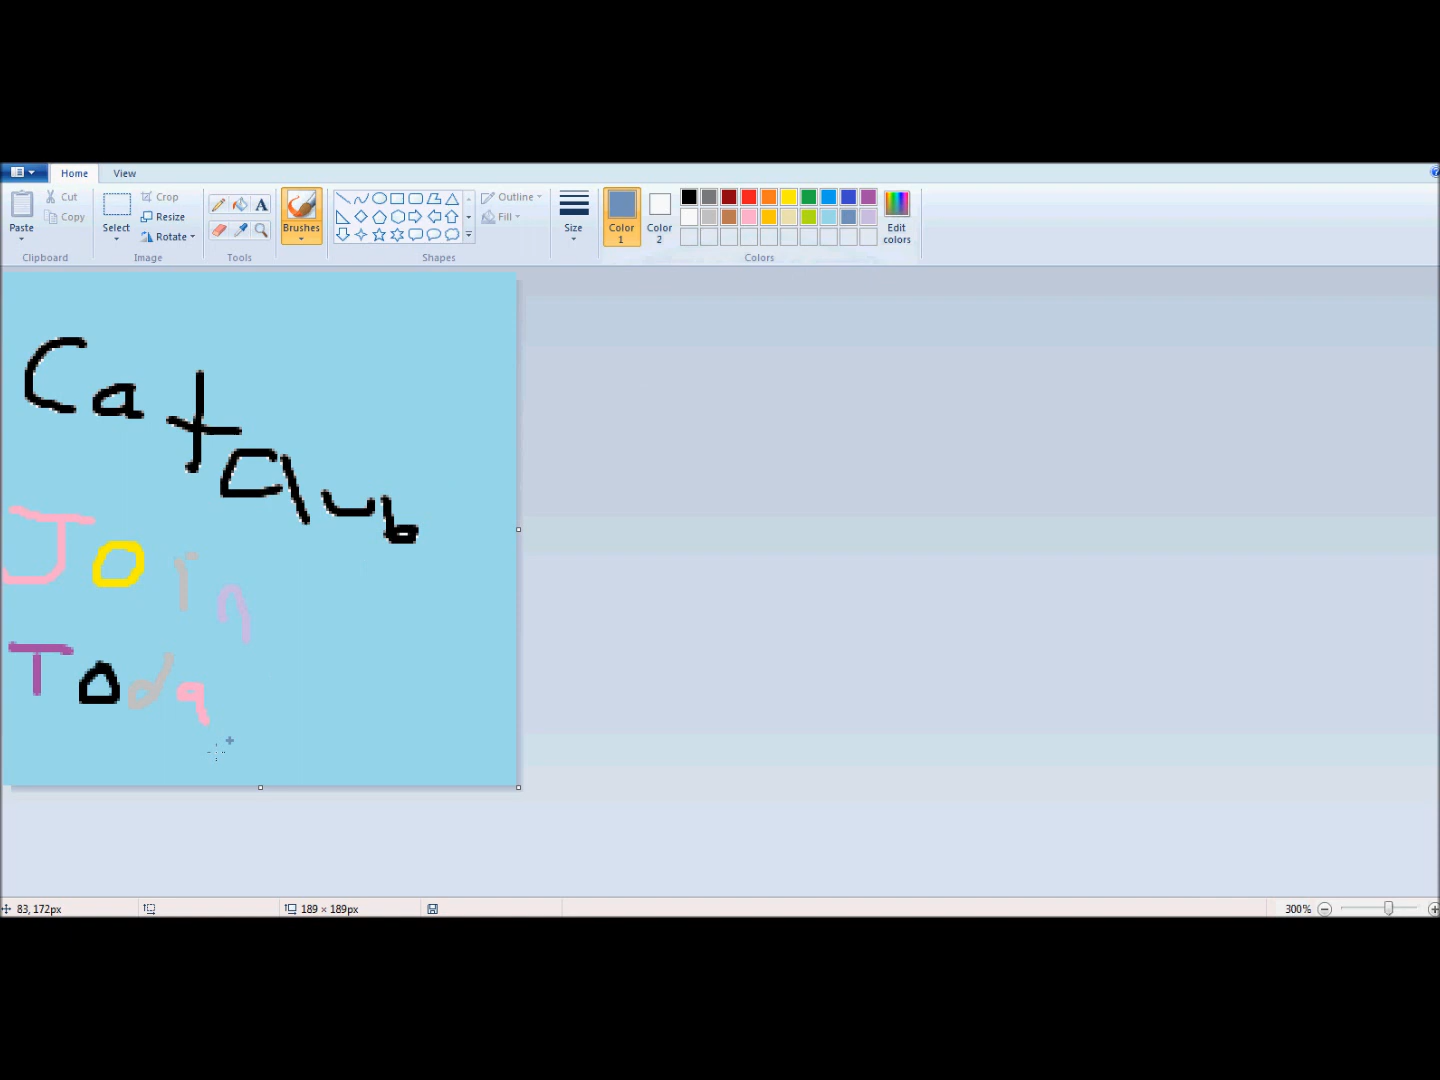 Home View
Paste Cut Copy Select Crop Resize Rotate Brushes Outline Fill Size Color 1 Color 2 Edit colors
Clipboard Image Tools Shapes Colors
Cat Club
Join
Toda
83, 172px 189 × 189px 300%